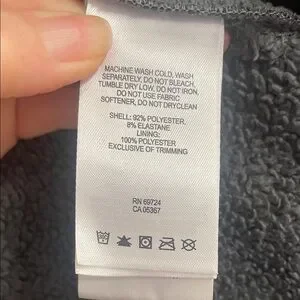 MACHINE WASH COLD, WASH
SEPARATELY, DO NOT BLEACH,
TUMBLE DRY LOW, DO NOT IRON,
DO NOT USE FABRIC
SOFTENER, DO NOT DRYCLEAN
SHELL: 92% POLYESTER,
8% ELASTANE
LINING:
100% POLYESTER
EXCLUSIVE OF TRIMMING
RN 69724
CA 05367